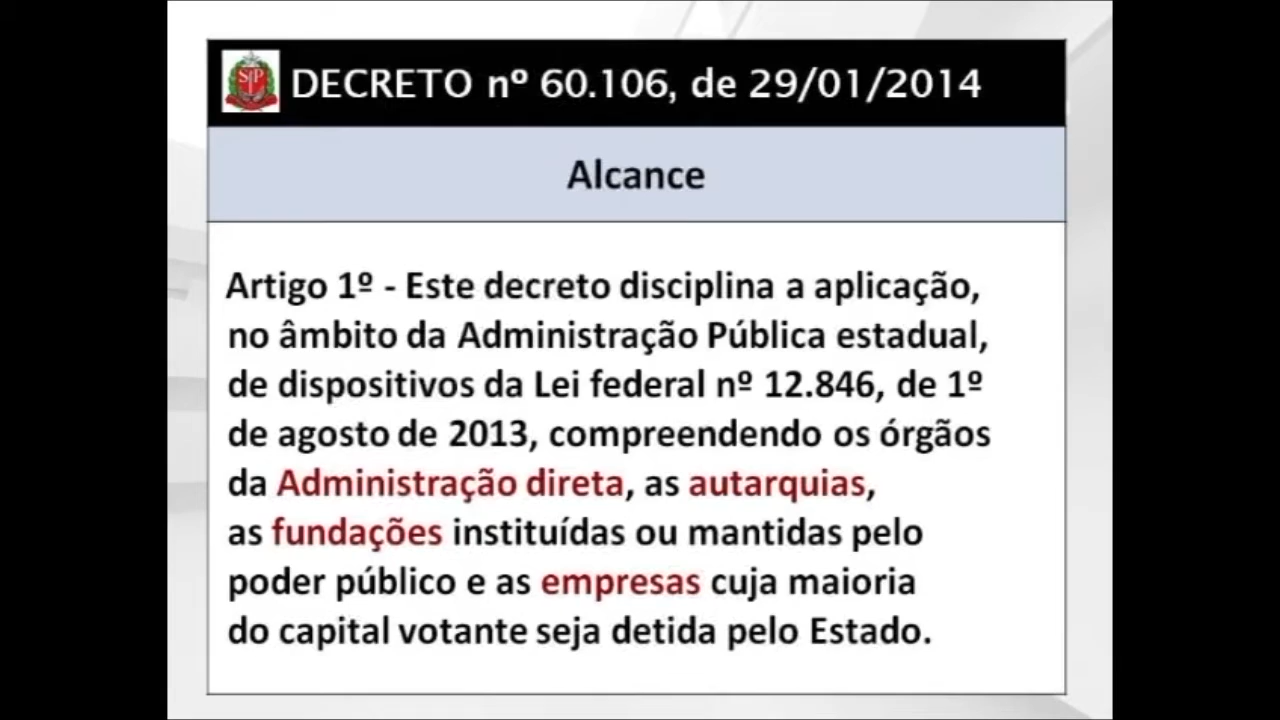 SP
DECRETO nº 60.106, de 29/01/2014
Alcance
Artigo 1º - Este decreto disciplina a aplicação,
no âmbito da Administração Pública estadual,
de dispositivos da Lei federal nº 12.846, de 1º
de agosto de 2013, compreendendo os órgãos
da Administração direta, as autarquias,
as fundações instituídas ou mantidas pelo
poder público e as empresas cuja maioria
do capital votante seja detida pelo Estado.